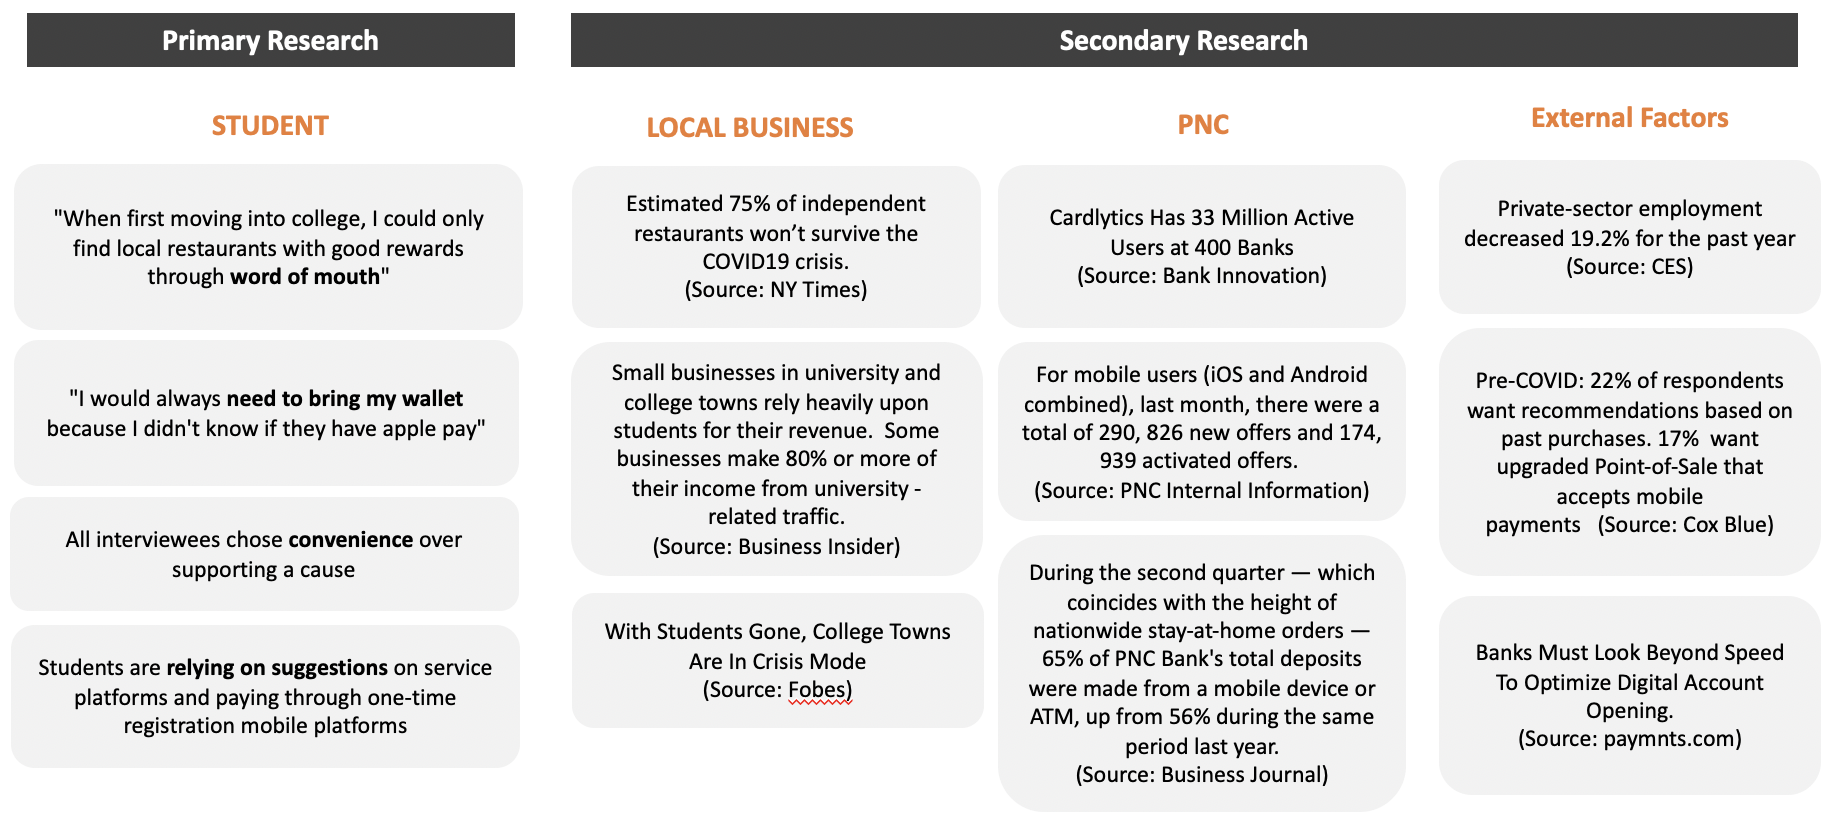 Primary Research
Secondary Research
STUDENT
"When first moving into college, I could only
find local restaurants with good rewards
through word of mouth"
"I would always need to bring my wallet
because I didn't know if they have apple pay"
All interviewees chose convenience over
supporting a cause
Students are relying on suggestions on service
platforms and paying through one-time
registration mobile platforms
LOCAL BUSINESS
Estimated 75% of independent
restaurants won’t survive the
COVID19 crisis.
(Source: NY Times)
Small businesses in university and
college towns rely heavily upon
students for their revenue.  Some
businesses make 80% or more of
their income from university -
related traffic.
(Source: Business Insider)
With Students Gone, College Towns
Are In Crisis Mode
(Source: Fobes)
PNC
Cardlytics Has 33 Million Active
Users at 400 Banks
(Source: Bank Innovation)
For mobile users (iOS and Android
combined), last month, there were a
total of 290, 826 new offers and 174,
939 activated offers.
(Source: PNC Internal Information)
During the second quarter — which
coincides with the height of
nationwide stay-at-home orders —
65% of PNC Bank's total deposits
were made from a mobile device or
ATM, up from 56% during the same
period last year.
(Source: Business Journal)
External Factors
Private-sector employment
decreased 19.2% for the past year
(Source: CES)
Pre-COVID: 22% of respondents
want recommendations based on
past purchases. 17%  want
upgraded Point-of-Sale that
accepts mobile
payments   (Source: Cox Blue)
Banks Must Look Beyond Speed
To Optimize Digital Account
Opening.
(Source: paymnts.com)